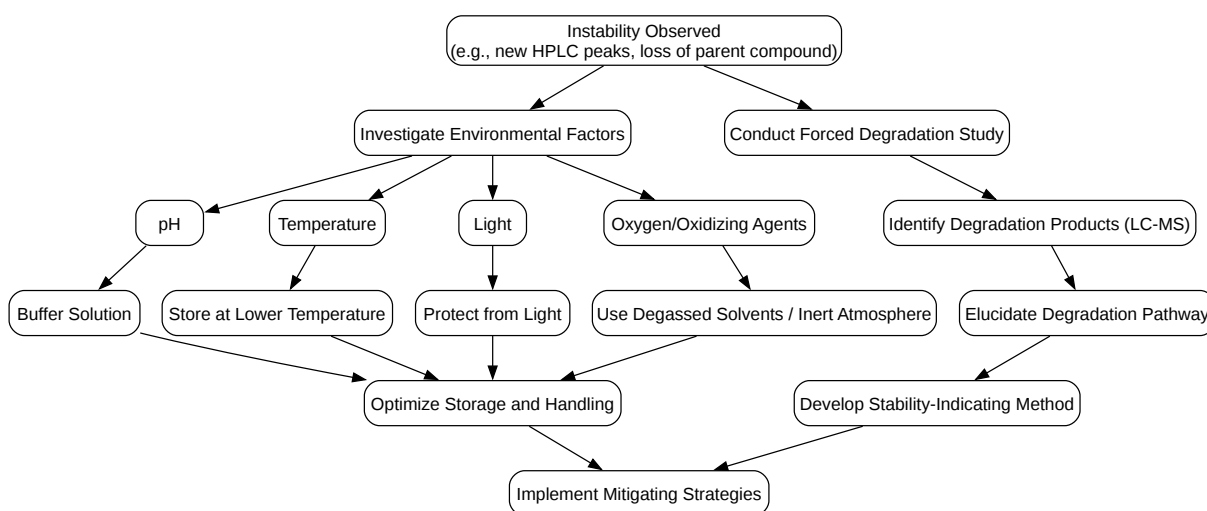 Instability Observed
(e.g., new HPLC peaks, loss of parent compound)
Investigate Environmental Factors
Conduct Forced Degradation Study
pH
Temperature
Light
Oxygen/Oxidizing Agents
Identify Degradation Products (LC-MS)
Buffer Solution
Store at Lower Temperature
Protect from Light
Use Degassed Solvents / Inert Atmosphere
Elucidate Degradation Pathway
Optimize Storage and Handling
Develop Stability-Indicating Method
Implement Mitigating Strategies